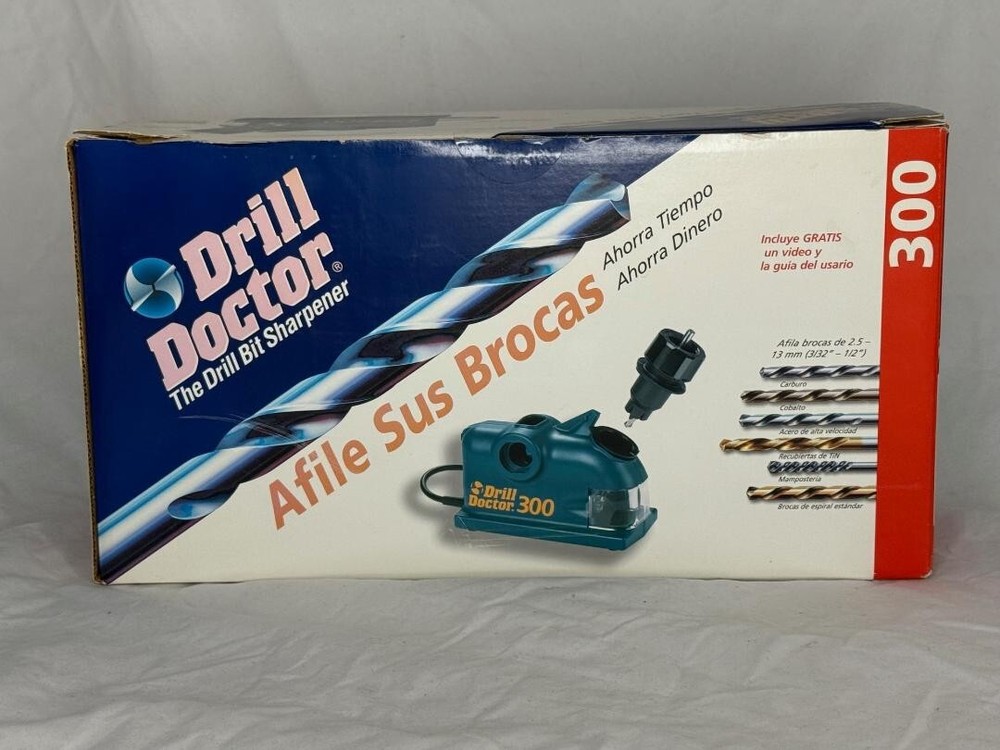 Drill
Doctor®
The Drill Bit Sharpener
Afile Sus Brocas
Ahorra Tiempo
Ahorra Dinero
Incluye GRATIS
un video y
la guia del usario
300
Afila brocas de 2.5 –
13 mm (3/32" – 1/2")
Carburo
Cobalto
Acero de alta velocidad
Recubiertas de TiN
Mampostería
Brocas de espiral estándar
Drill
Doctor. 300